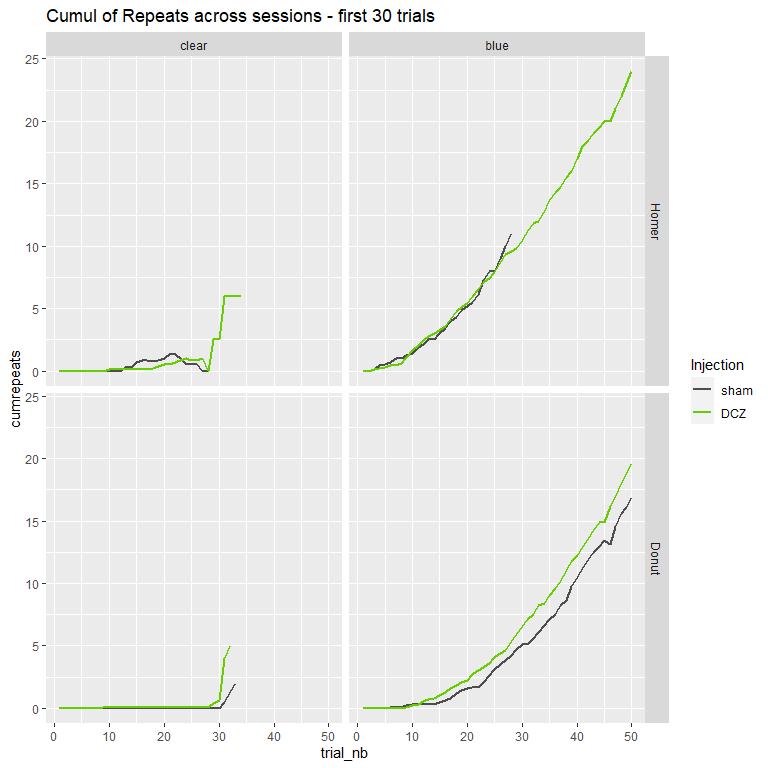 Cumul of Repeats across sessions - first 30 trials
clear
blue
25
20
15
10
5
0
Homer
25
20
15
10
5
0
Donut
cumrepeats
0 10 20 30 40 50
0 10 20 30 40 50
trial_nb
Injection
sham
DCZ